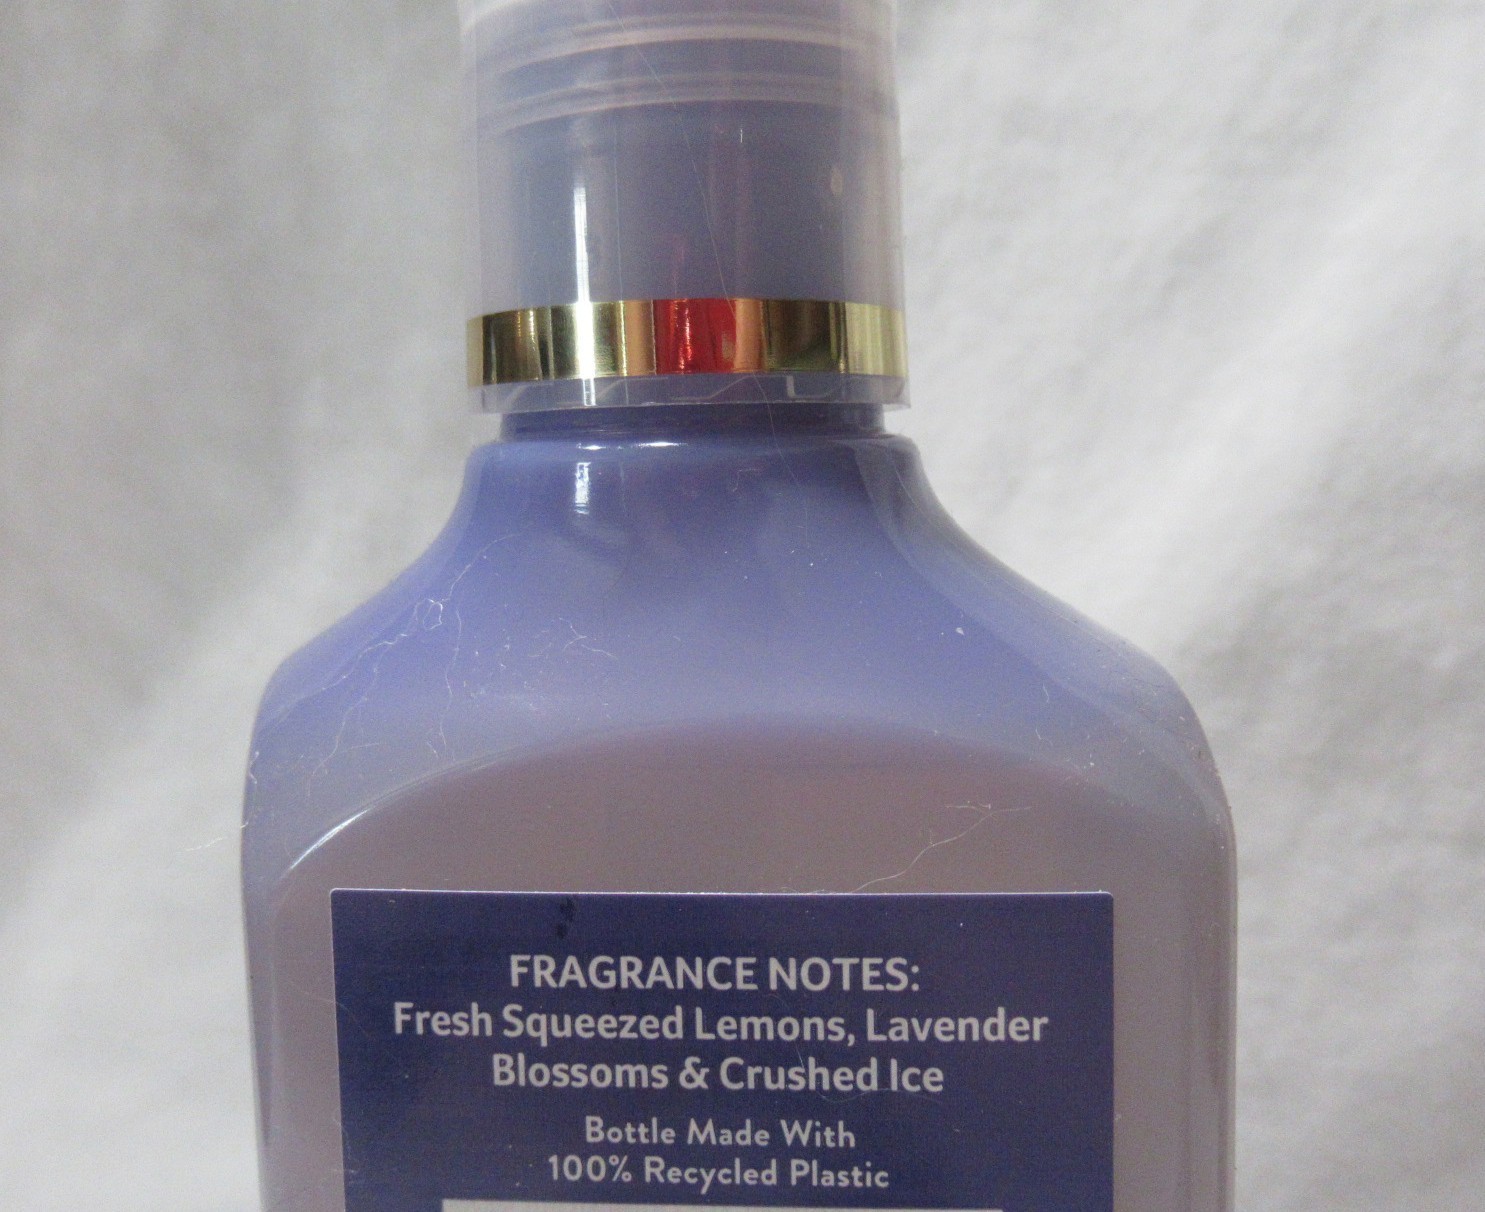 FRAGRANCE NOTES:
Fresh Squeezed Lemons, Lavender
Blossoms & Crushed Ice
Bottle Made With
100% Recycled Plastic